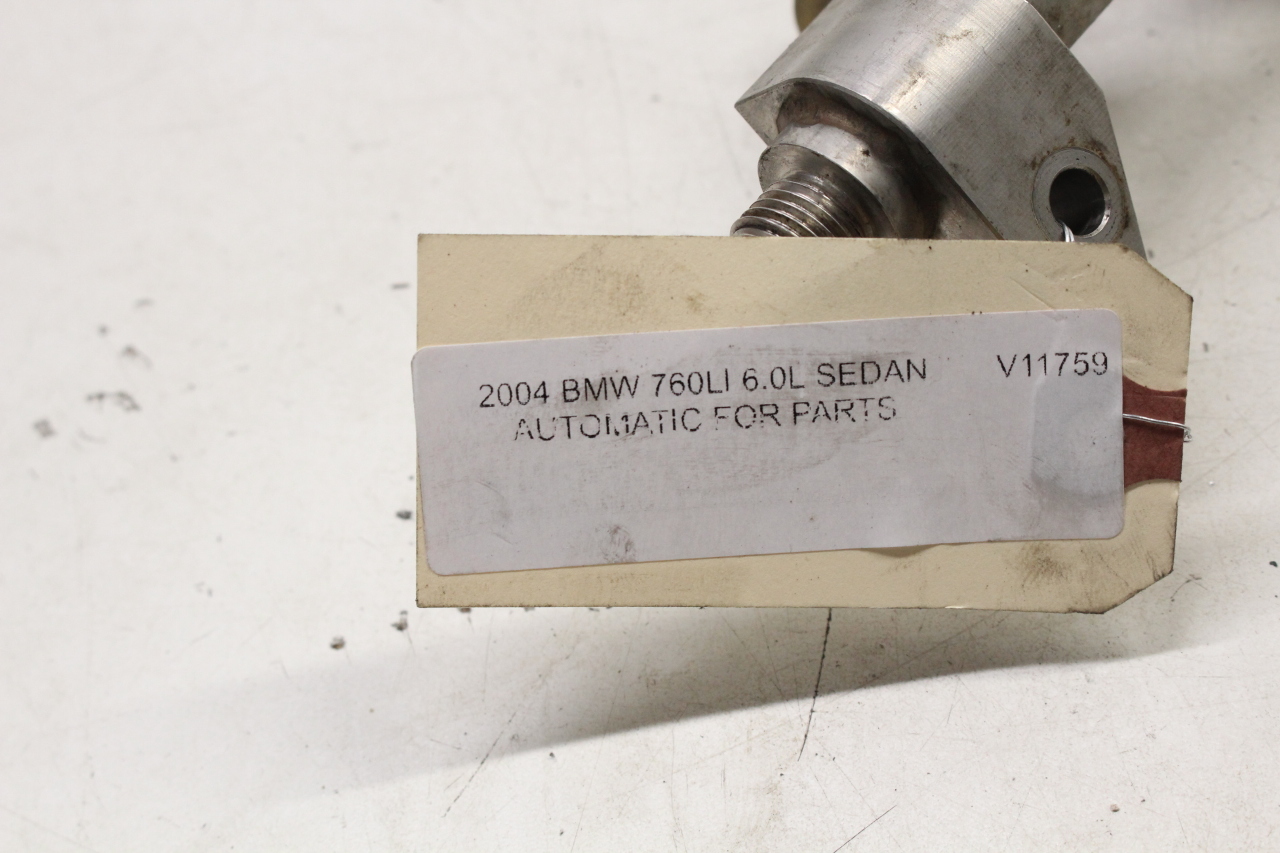 2004 BMW 760LI 6.0L SEDAN V11759
AUTOMATIC FOR PARTS